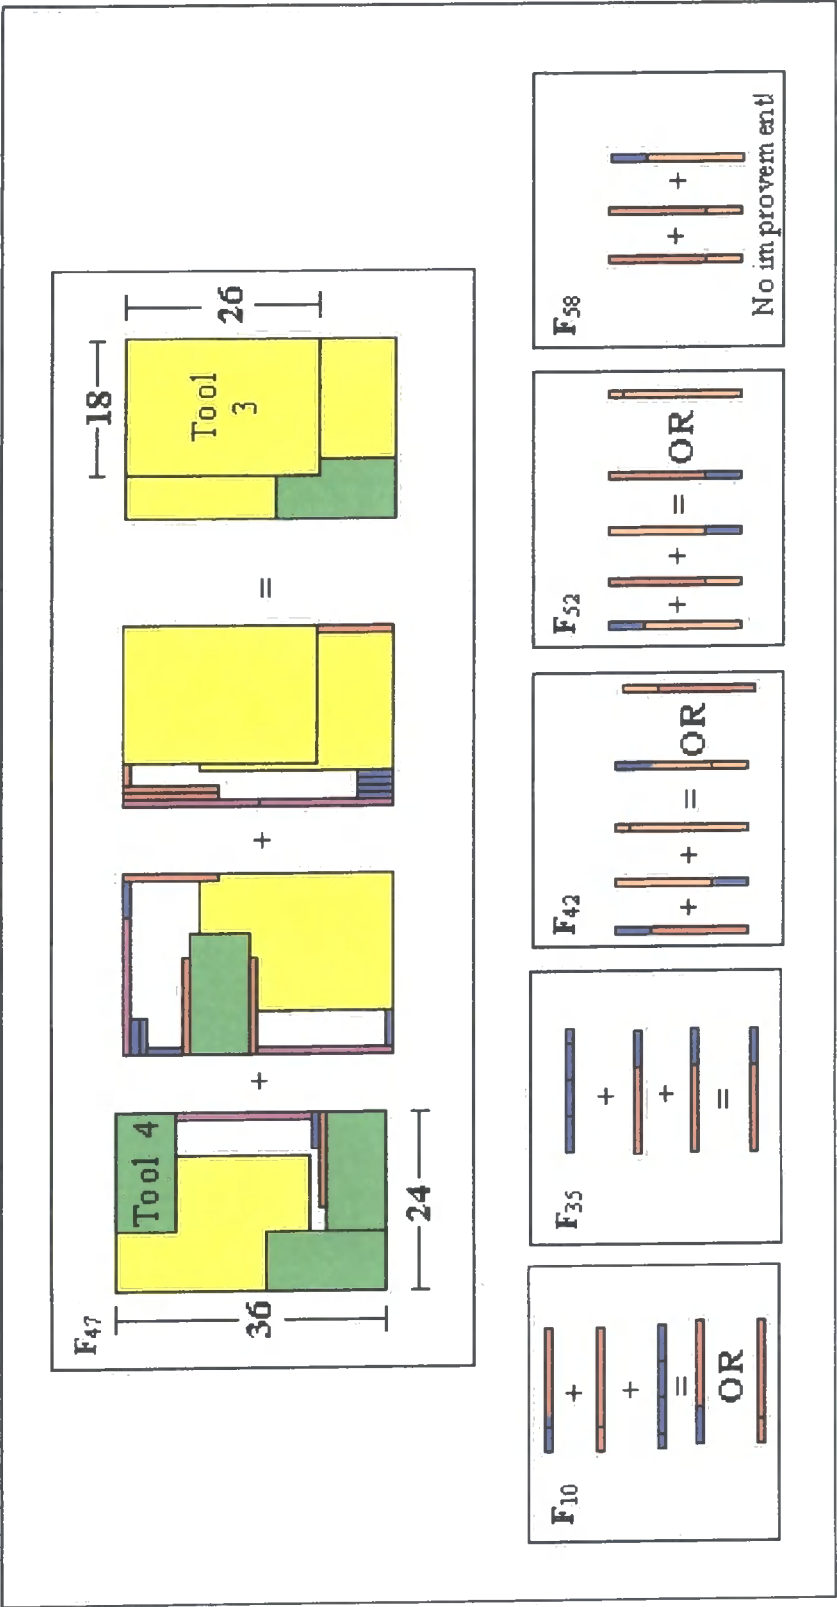 F47
36
24
Tool 4
+
+
=
Tool
3
18
26
F10
+
+
=
OR
F35
+
+
=
F42
+
+
=
OR
F52
+
+
=
OR
F58
+
+
No improvement!